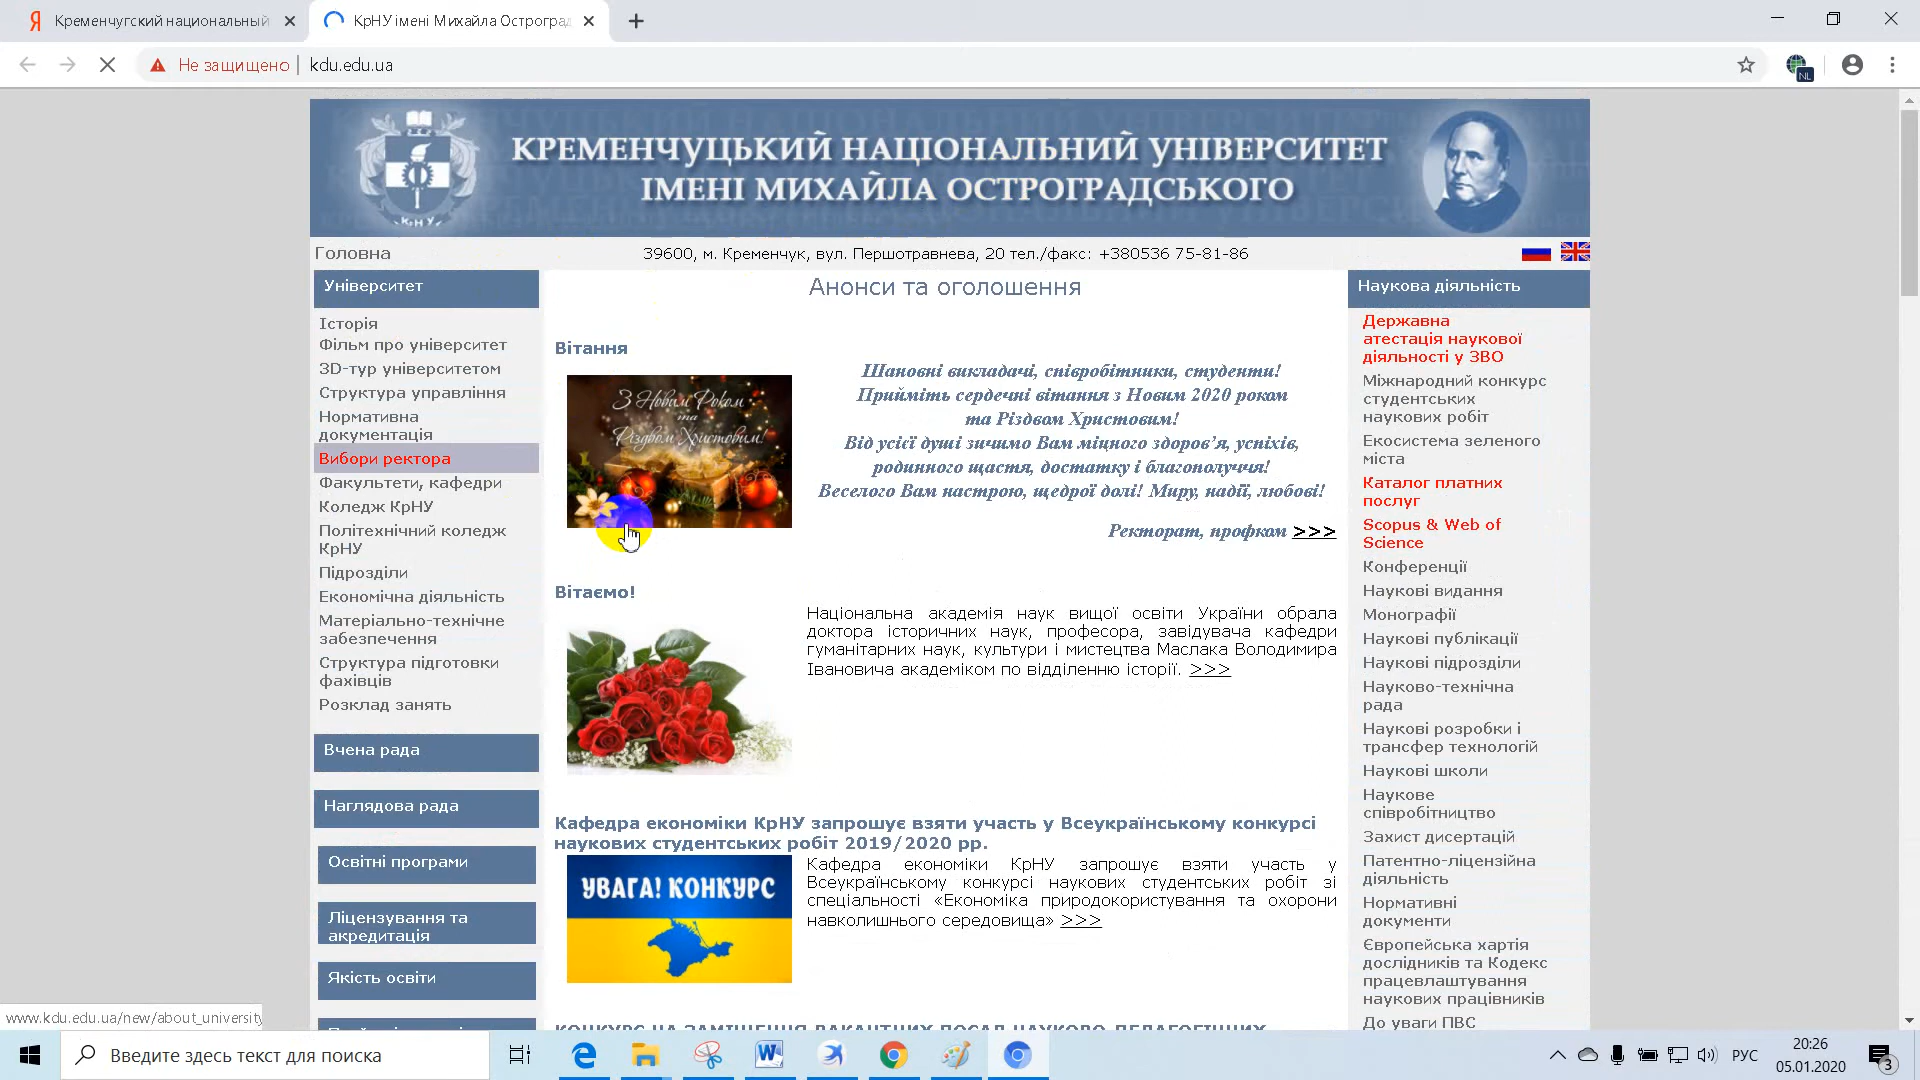 Кременчугский национальный
КрНУ імені Михайла Остроград
Не защищено
kdu.edu.ua
NL
КРЕМЕНЧУЦЬКИЙ НАЦІОНАЛЬНИЙ УНІВЕРСИТЕТ
ІМЕНІ МИХАЙЛА ОСТРОГРАДСЬКОГО
КрНУ
Головна
39600, м. Кременчук, вул. Першотравнева, 20 тел./факс: +380536 75-81-86
Університет
Історія
Фільм про університет
3D-тур університетом
Структура управління
Нормативна
документація
Вибори ректора
Факультети, кафедри
Коледж КрНУ
Політехнічний коледж
КрНУ
Підрозділи
Економічна діяльність
Матеріально-технічне
забезпечення
Структура підготовки
фахівців
Розклад занять
Вчена рада
Наглядова рада
Освітні програми
Ліцензування та
акредитація
Якість освіти
Анонси та оголошення
Вітання
З Новим Роком
та
Різдвом Христовим!
Шановні викладачі, співробітники, студенти!
Прийміть сердечні вітання з Новим 2020 роком
та Різдвом Христовим!
Від усієї душі зичимо Вам міцного здоров'я, успіхів,
родинного щастя, достатку і благополуччя!
Веселого Вам настрою, щедрої долі! Миру, надії, любові!
Ректорат, профком >>>
Вітаємо!
Національна академія наук вищої освіти України обрала
доктора історичних наук, професора, завідувача кафедри
гуманітарних наук, культури і мистецтва Маслака Володимира
Івановича академіком по відділенню історії. >>>
Кафедра економіки КрНУ запрошує взяти участь у Всеукраїнському конкурсі
наукових студентських робіт 2019/2020 рр.
УВАГА! КОНКУРС
Кафедра економіки КрНУ запрошує взяти участь у
Всеукраїнському конкурсі наукових студентських робіт зі
спеціальності «Економіка природокористування та охорони
навколишнього середовища» >>>
КОНКУРС НА ЗАМІЩЕННЯ ВАКАНТНИХ ПОСАД НАУКОВО-ПЕДАГОГІЧНИХ
Наукова діяльність
Державна
атестація наукової
діяльності у ЗВО
Міжнародний конкурс
студентських
наукових робіт
Екосистема зеленого
міста
Каталог платних
послуг
Scopus & Web of
Science
Конференції
Наукові видання
Монографії
Наукові публікації
Наукові підрозділи
Науково-технічна
рада
Наукові розробки і
трансфер технологій
Наукові школи
Наукове
співробітництво
Захист дисертацій
Патентно-ліцензійна
діяльність
Нормативні
документи
Європейська хартія
дослідників та Кодекс
працевлаштування
наукових працівників
До уваги ПВС
www.kdu.edu.ua/new/about_university
Введите здесь текст для поиска
РУС
20:26
05.01.2020
3